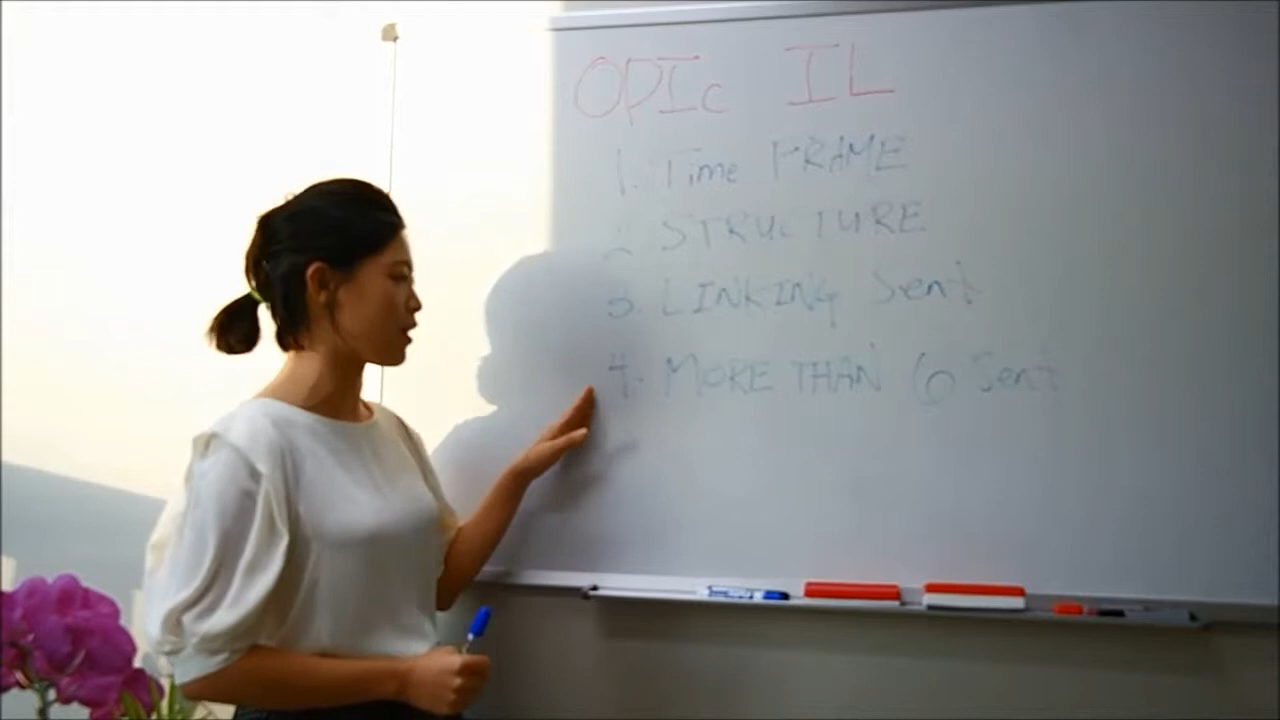 OPIc IL
1. Time FRAME
2 STRUCTURE
3. LINKING Sent
4. MORE THAN 6 Sent